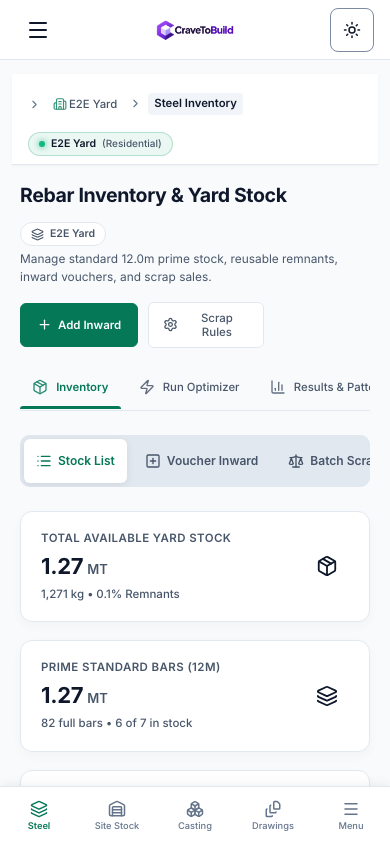 CraveToBuild
E2E Yard
Steel Inventory
E2E Yard (Residential)
Rebar Inventory & Yard Stock
E2E Yard
Manage standard 12.0m prime stock, reusable remnants,
inward vouchers, and scrap sales.
Add Inward
Scrap
Rules
Inventory
Run Optimizer
Results & Patte
Stock List
Voucher Inward
Batch Scra
TOTAL AVAILABLE YARD STOCK
1.27 MT
1,271 kg • 0.1% Remnants
PRIME STANDARD BARS (12M)
1.27 MT
82 full bars • 6 of 7 in stock
Steel
Site Stock
Casting
Drawings
Menu